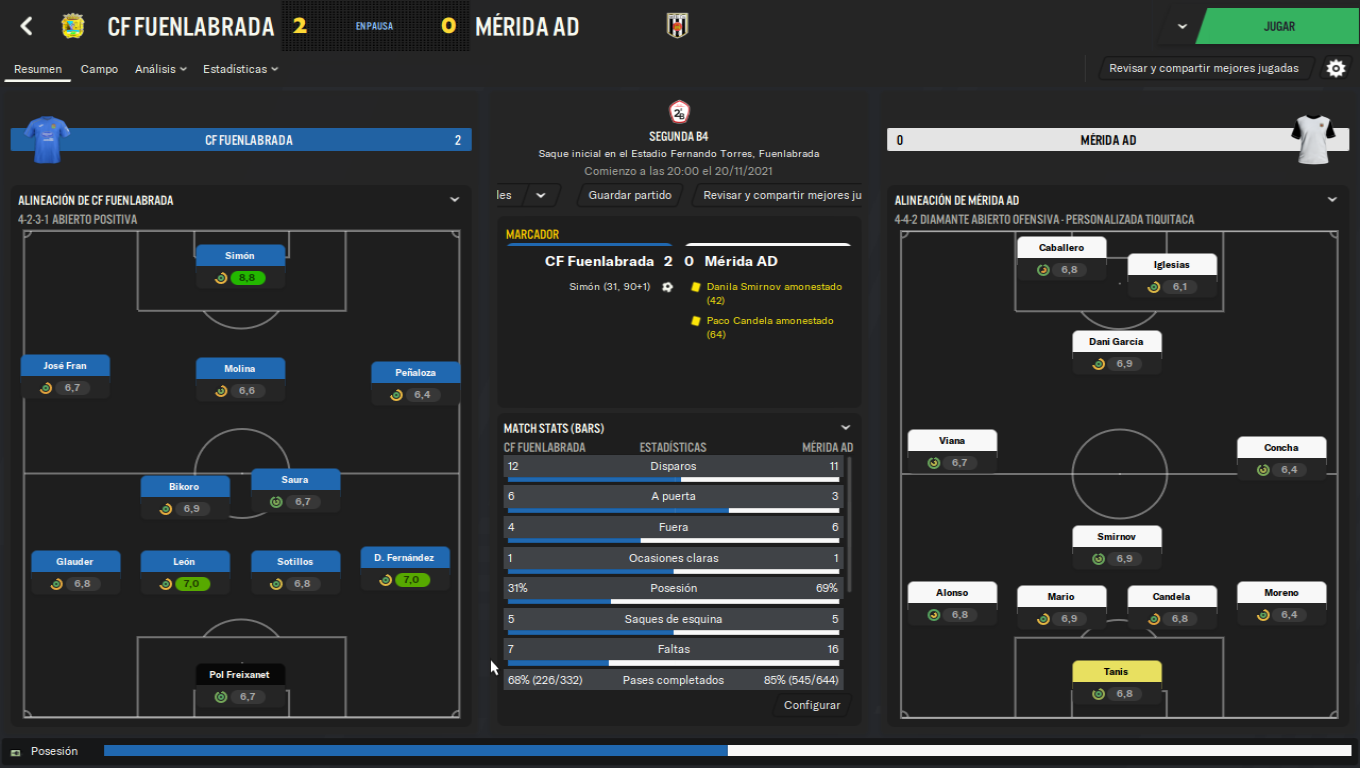 CF FUENLABRADA
2
EN PAUSA
0
MÉRIDA AD
JUGAR
Resumen
Campo
Análisis
Estadísticas
Revisar y compartir mejores jugadas
CF FUENLABRADA
2
2B
SEGUNDA B4
Saque inicial en el Estadio Fernando Torres, Fuenlabrada
Comienzo a las 20:00 el 20/11/2021
0
MÉRIDA AD
les
Guardar partido
Revisar y compartir mejores ju
ALINEACIÓN DE CF FUENLABRADA
4-2-3-1 ABIERTO POSITIVA
Simón
8,8
José Fran
6,7
Molina
6,6
Peñaloza
6,4
Bikoro
6,9
Saura
6,7
Glauder
6,8
León
7,0
Sotillos
6,8
D. Fernández
7,0
Pol Freixanet
6,7
MARCADOR
CF Fuenlabrada 2 0 Mérida AD
Simón (31, 90+1)
Danila Smirnov amonestado
(42)
Paco Candela amonestado
(64)
MATCH STATS (BARS)
CF FUENLABRADA ESTADÍSTICAS MÉRIDA AD
12 Disparos 11
6 A puerta 3
4 Fuera 6
1 Ocasiones claras 1
31% Posesión 69%
5 Saques de esquina 5
7 Faltas 16
68% (226/332) Pases completados 85% (545/644)
Configurar
ALINEACIÓN DE MÉRIDA AD
4-4-2 DIAMANTE ABIERTO OFENSIVA - PERSONALIZADA TIQUITACA
Caballero
6,8
Iglesias
6,1
Dani García
6,9
Viana
6,7
Concha
6,4
Smirnov
6,9
Alonso
6,8
Mario
6,9
Candela
6,8
Moreno
6,4
Tanis
6,8
Posesión